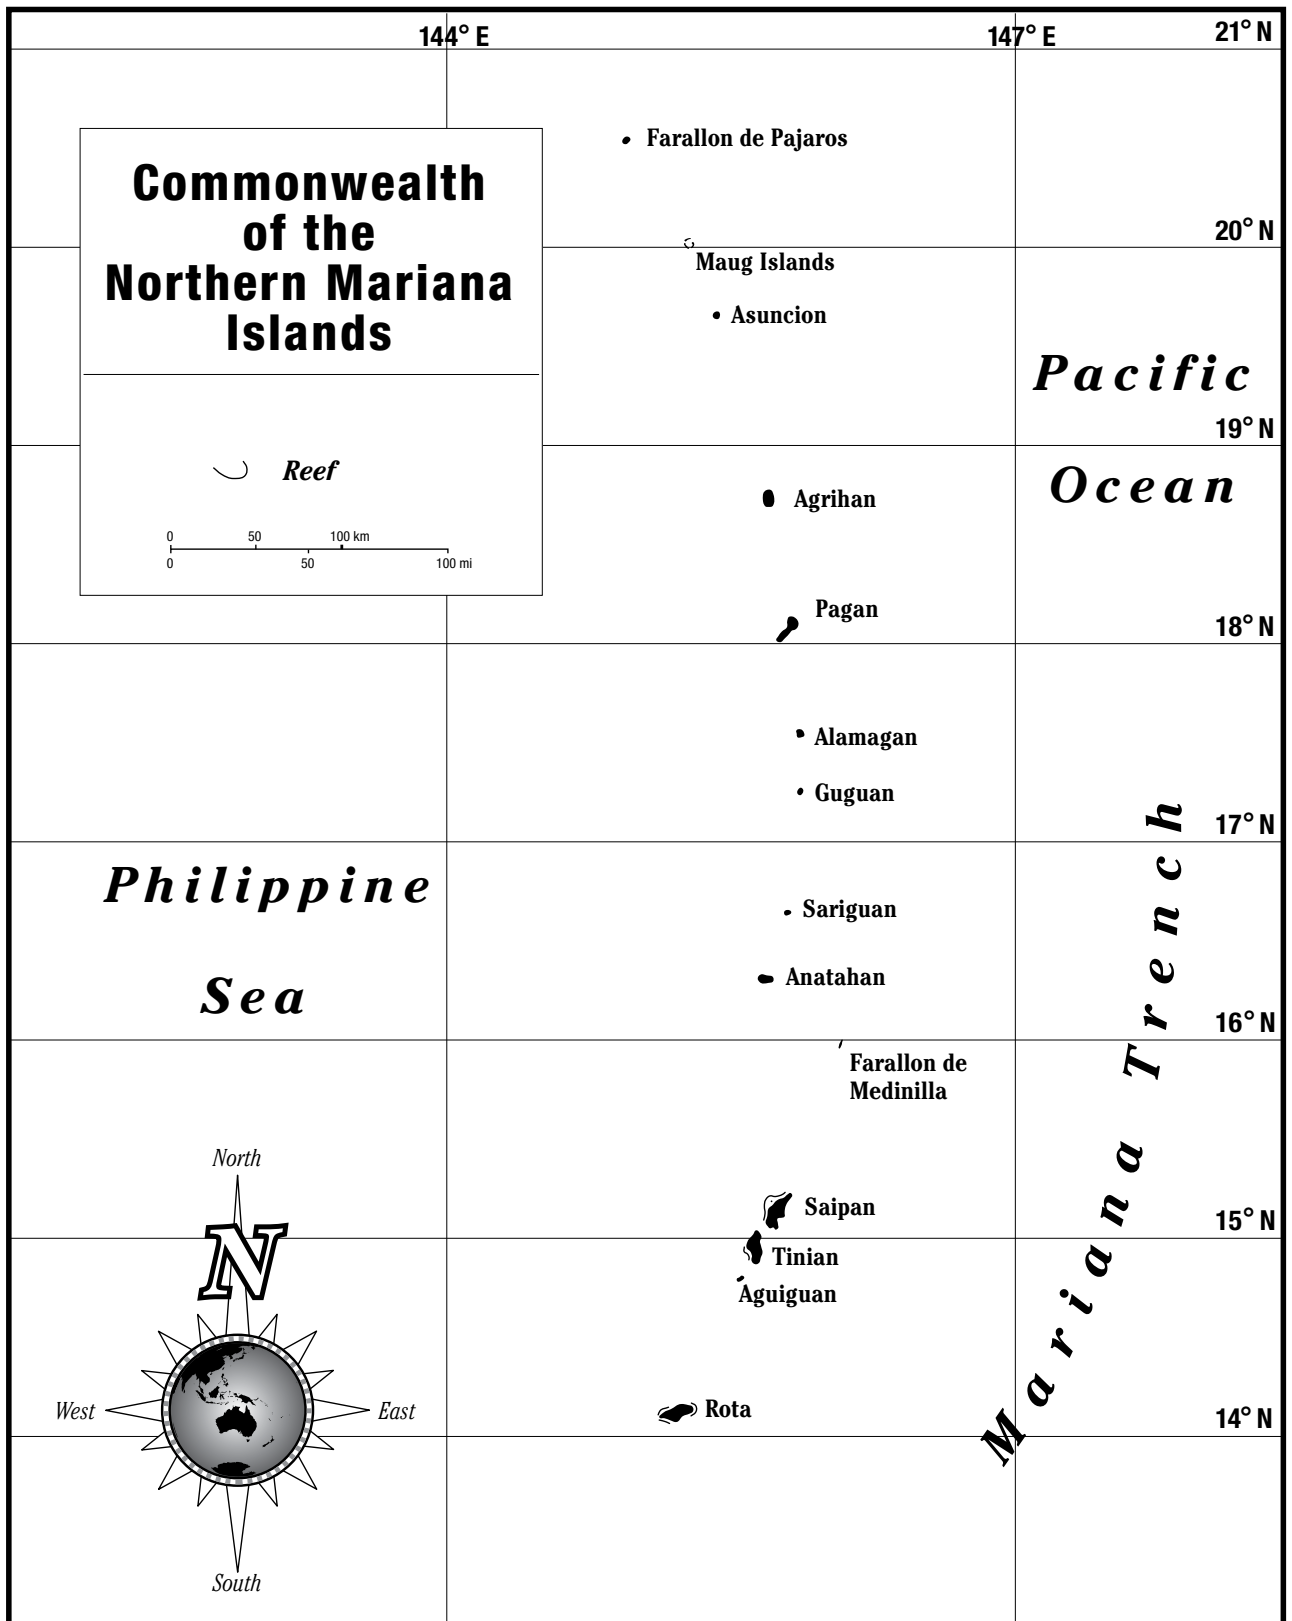 144° E
147° E
21° N
Farallon de Pajaros
Commonwealth
of the
Northern Mariana
Islands
20° N
Maug Islands
Asuncion
Pacific
19° N
Reef
Ocean
Agrihan
0 50 100 km
0 50 100 mi
Pagan
18° N
Alamagan
Guguan
17° N
Philippine
Sea
Sariguan
Anatahan
16° N
Mariana Trench
Farallon de
Medinilla
North
N
Saipan
15° N
Tinian
Aguiguan
West
East
Rota
14° N
South